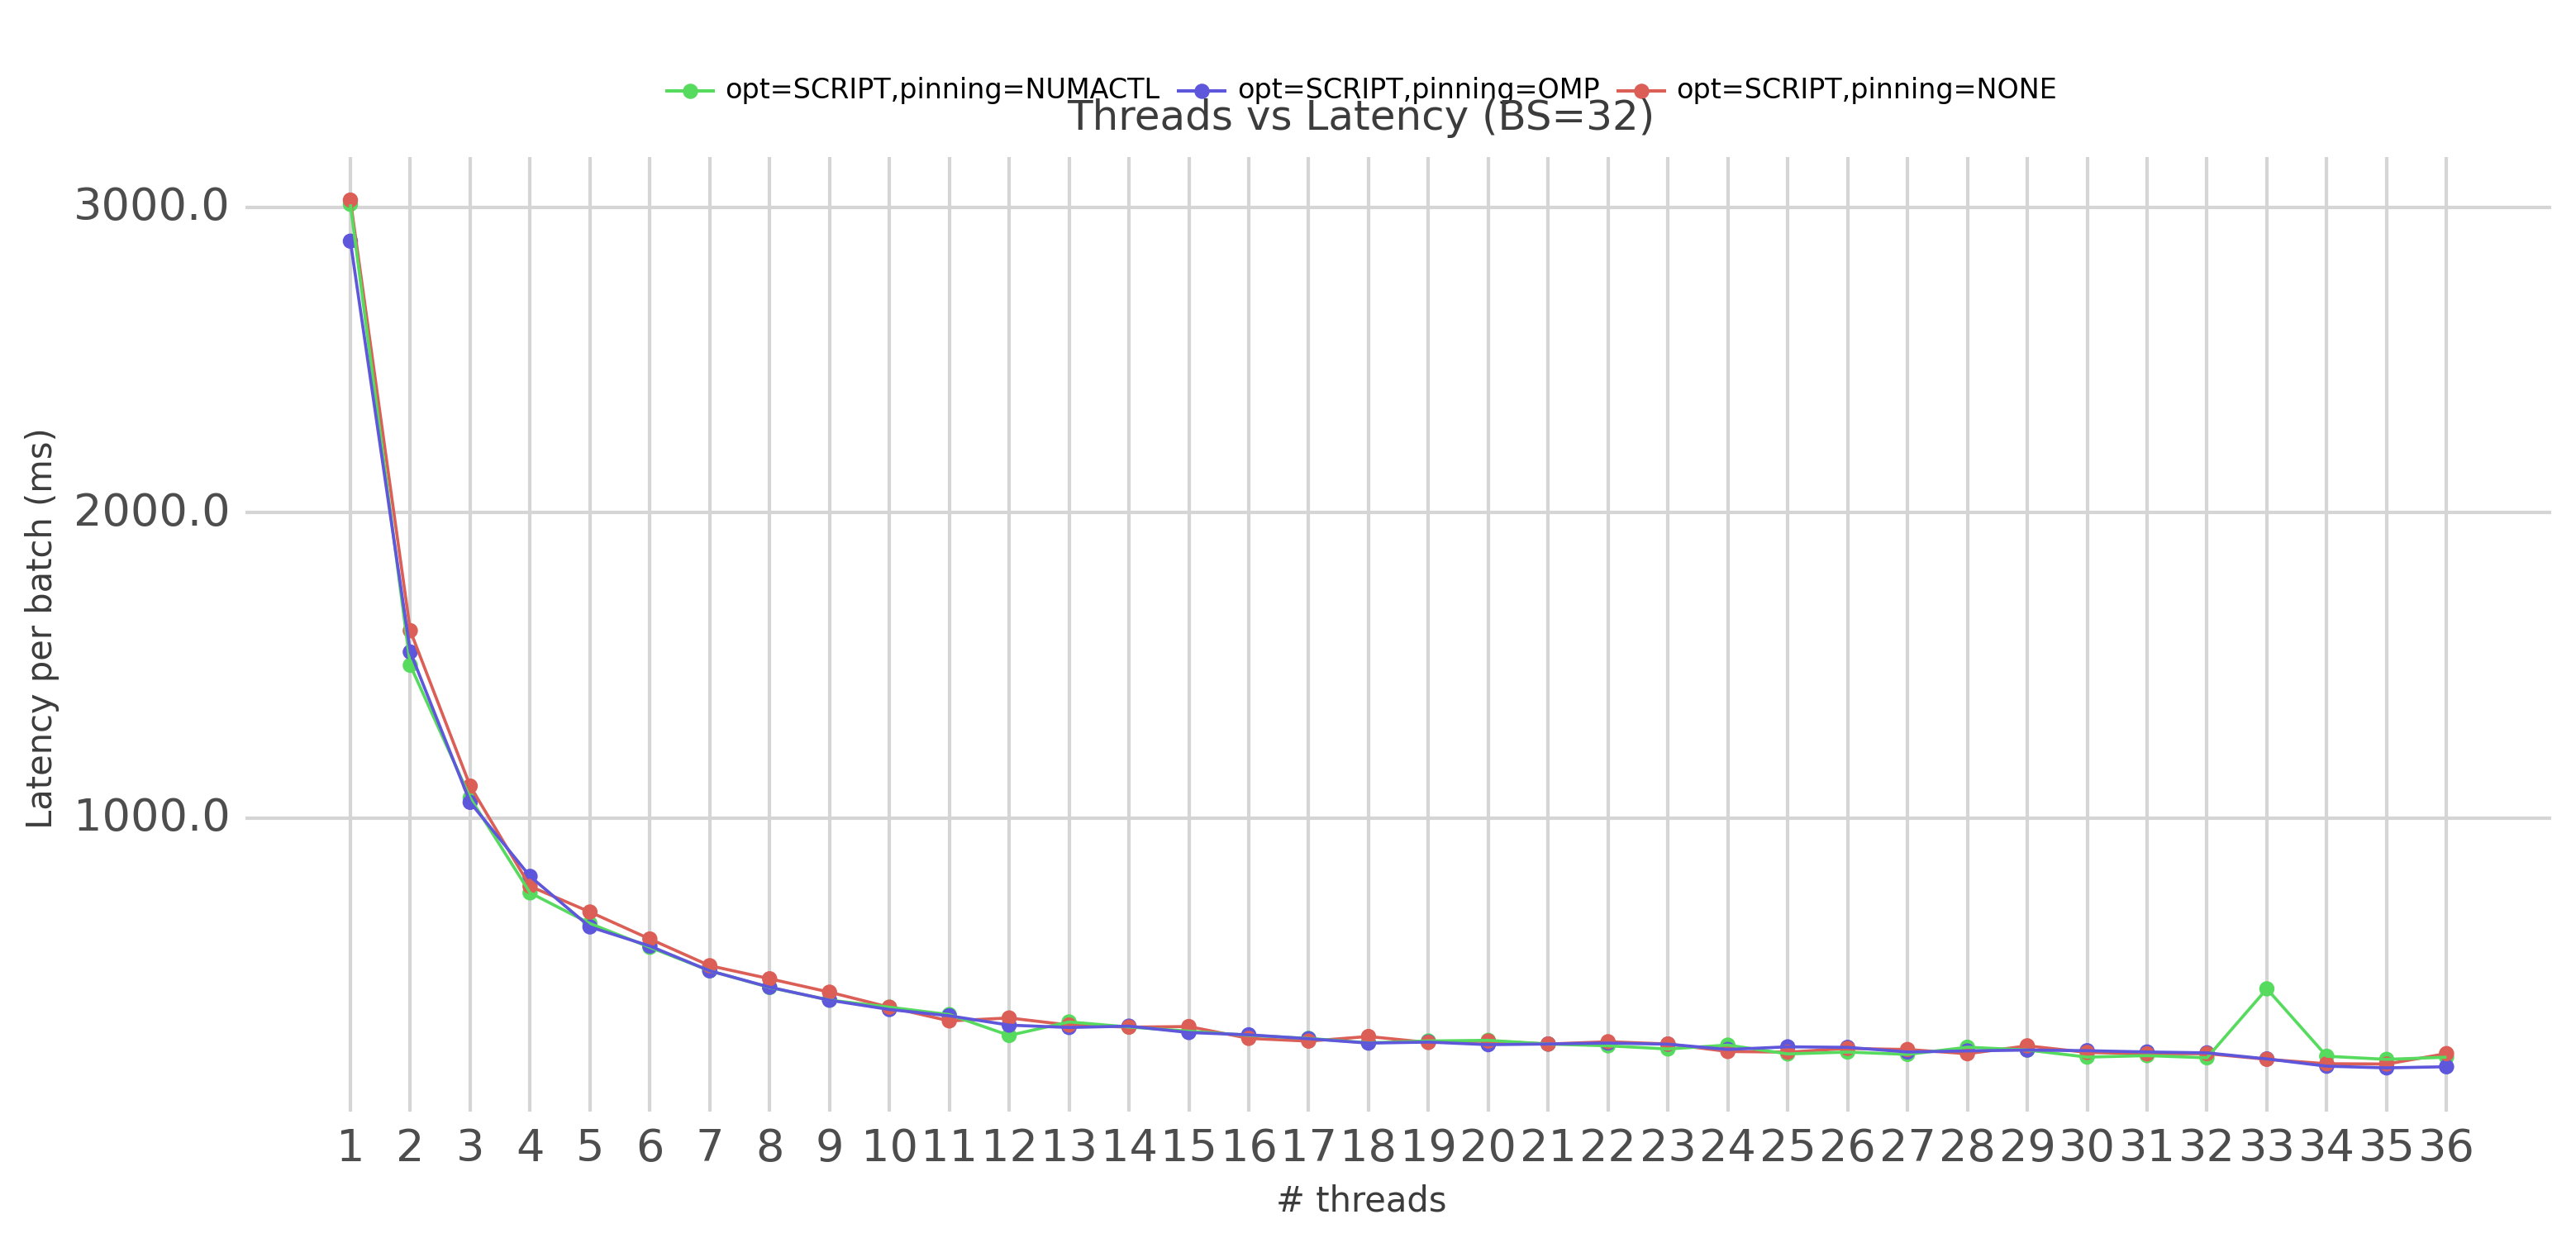 opt=SCRIPT,pinning=NUMACTL opt=SCRIPT,pinning=OMP opt=SCRIPT,pinning=NONE
Threads vs Latency (BS=32)
3000.0
2000.0
1000.0
Latency per batch (ms)
1 2 3 4 5 6 7 8 9 10 11 12 13 14 15 16 17 18 19 20 21 22 23 24 25 26 27 28 29 30 31 32 33 34 35 36
# threads